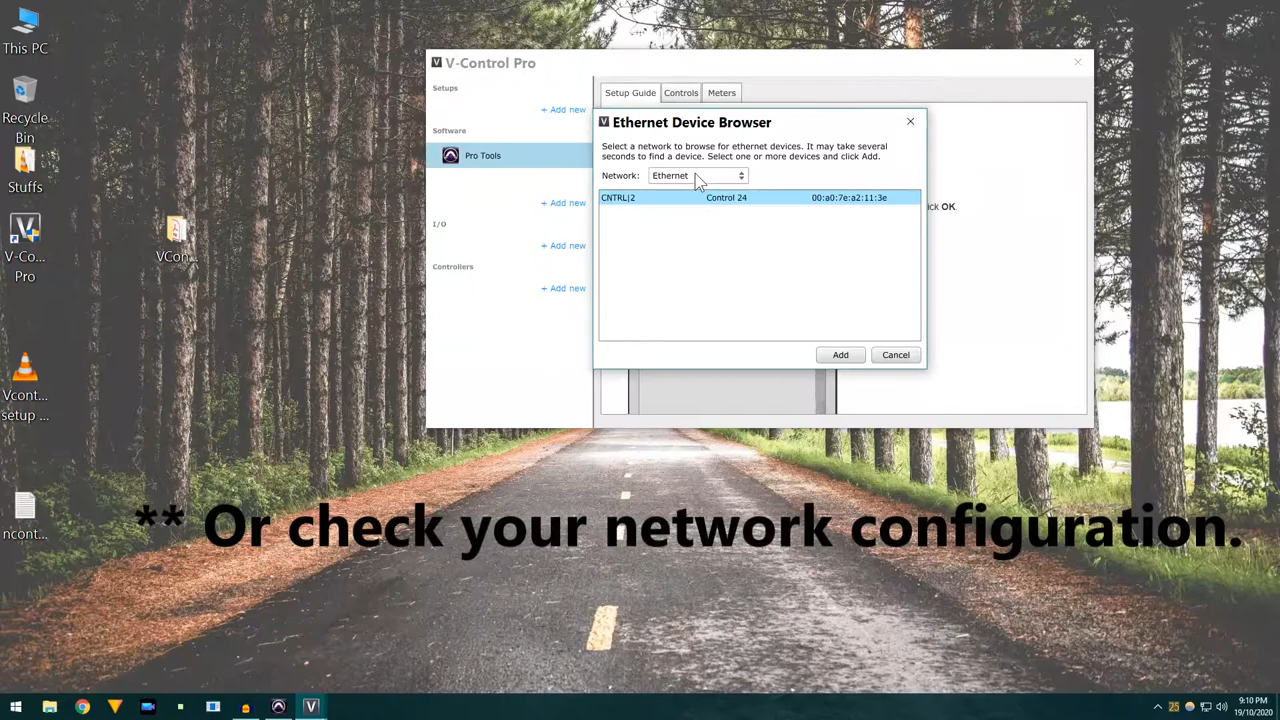 This PC
Recycle
Bin
Stuffs
V-Co...
Pro
VCon...
Vcont...
setup ...
ncont...
V-Control Pro
Setups
+ Add new
Software
Pro Tools
+ Add new
I/O
+ Add new
Controllers
+ Add new
Setup Guide
Controls
Meters
Ethernet Device Browser
Select a network to browse for ethernet devices. It may take several
seconds to find a device. Select one or more devices and click Add.
Network: Ethernet
CNTRL|2 Control 24 00:a0:7e:a2:11:3e
ick OK.
Add
Cancel
** Or check your network configuration.
25
9:10 PM
19/10/2020